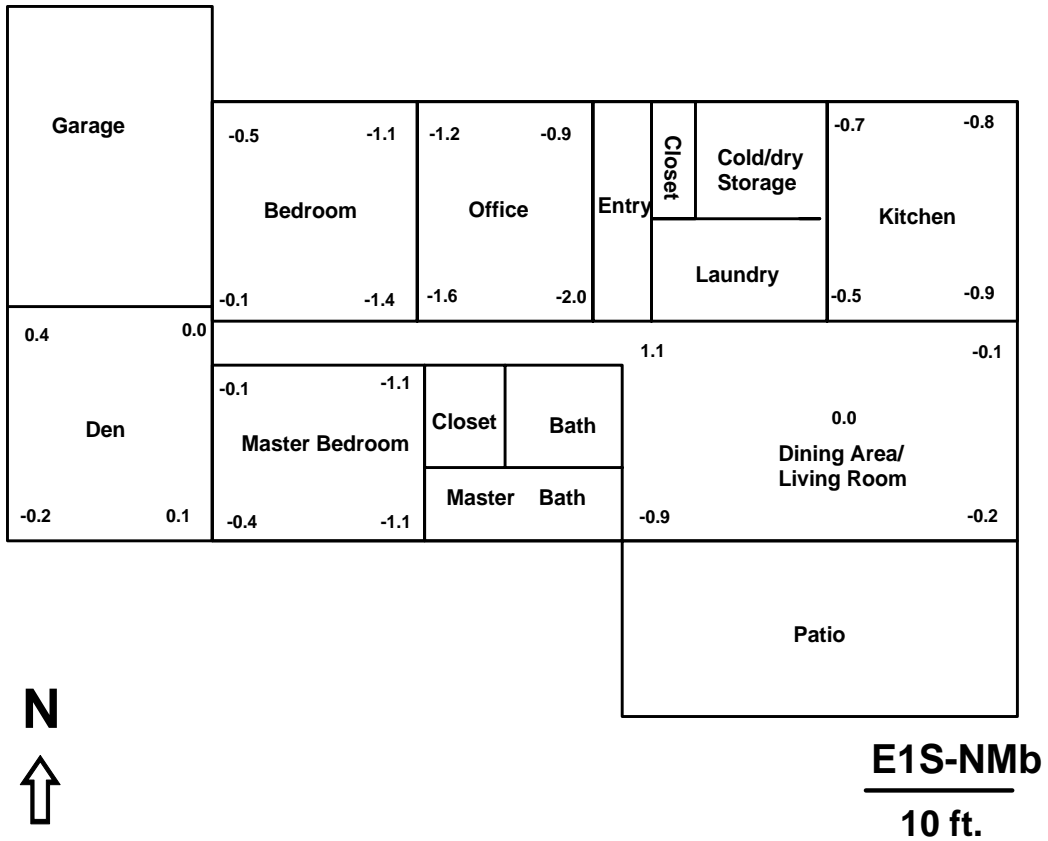 Garage
-0.5
-1.1
-1.2
-0.9
Closet
Cold/dry
Storage
-0.7
-0.8
Bedroom
Office
Entry
Kitchen
Laundry
-0.1
-1.4
-1.6
-2.0
-0.5
-0.9
0.4
0.0
1.1
-0.1
-0.1
-1.1
Den
Master Bedroom
Closet
Bath
0.0
Dining Area/
Living Room
Master Bath
-0.2
0.1
-0.4
-1.1
-0.9
-0.2
Patio
N
E1S-NMb
10 ft.